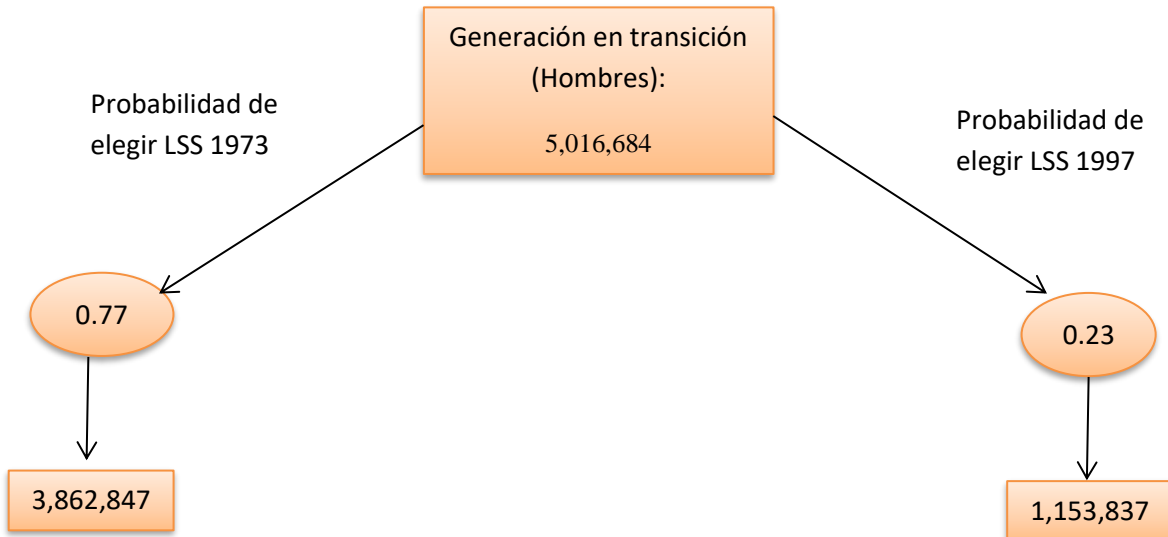 Generación en transición
(Hombres):
5,016,684
Probabilidad de
elegir LSS 1973
Probabilidad de
elegir LSS 1997
0.77
0.23
3,862,847
1,153,837